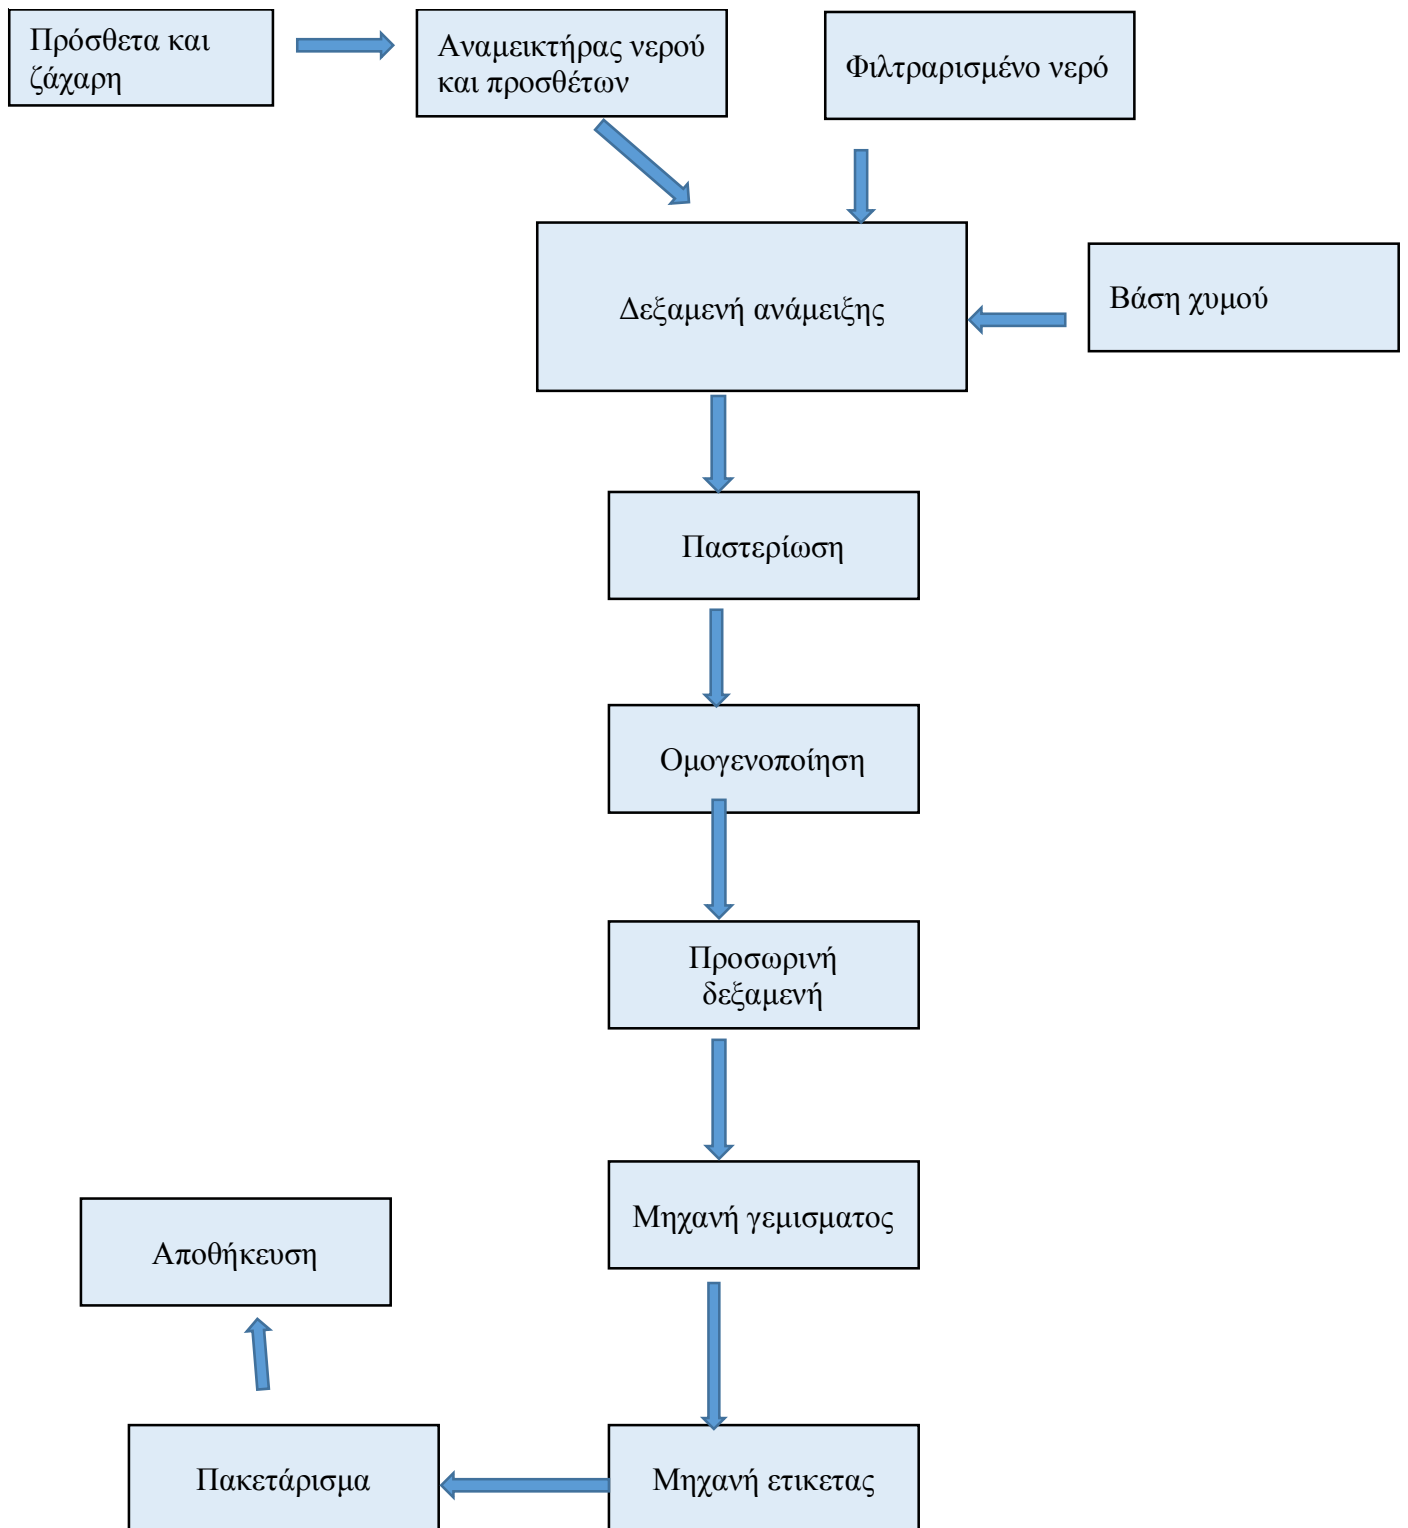 Πρόσθετα και
ζάχαρη
Αναμεικτήρας νερού
και προσθέτων
Φιλτραρισμένο νερό
Δεξαμενή ανάμειξης
Βάση χυμού
Παστερίωση
Ομογενοποίηση
Προσωρινή
δεξαμενή
Μηχανή γεμισματος
Αποθήκευση
Πακετάρισμα
Μηχανή ετικετας